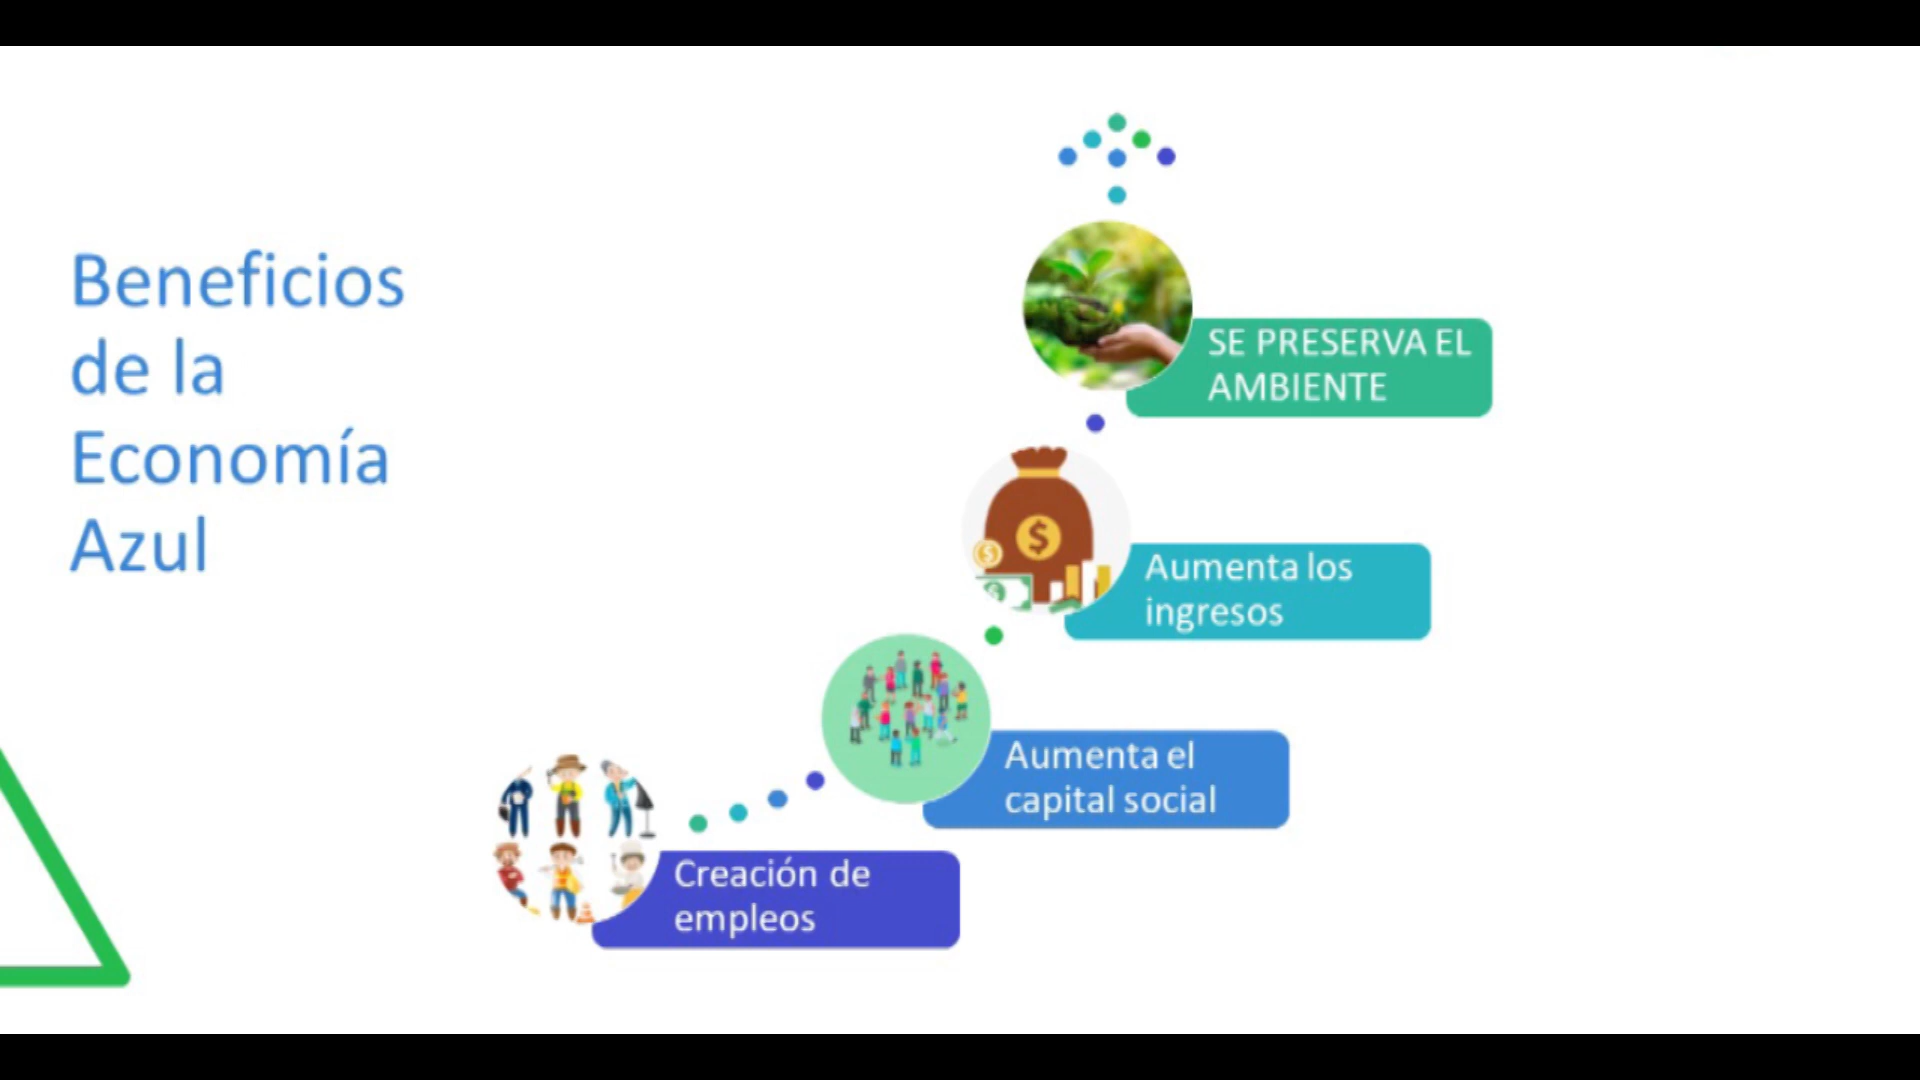 Beneficios
de la
Economía
Azul
SE PRESERVA EL
AMBIENTE
Aumenta los
ingresos
Aumenta el
capital social
Creación de
empleos